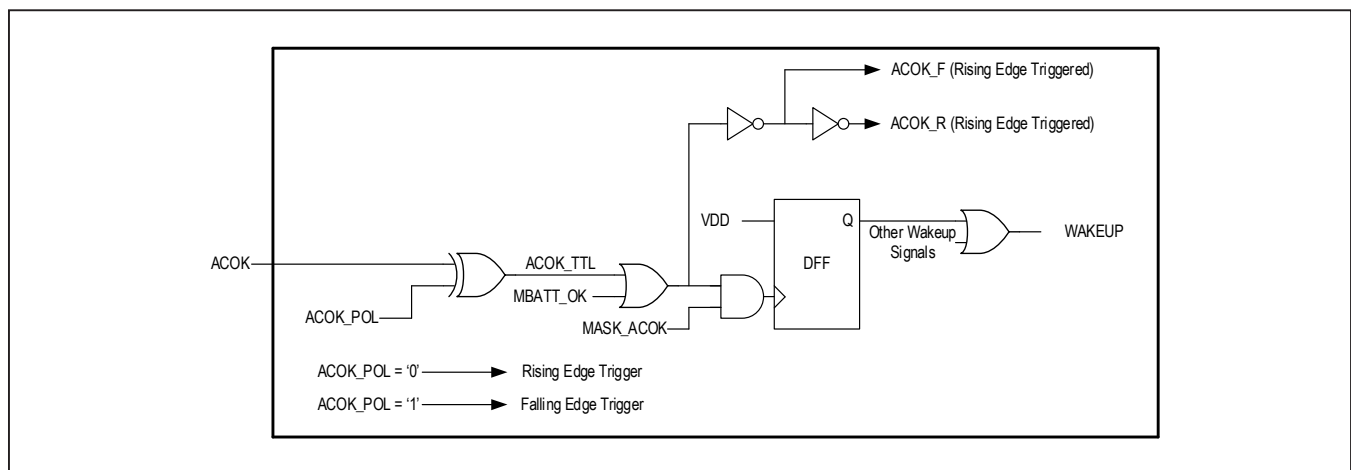 ACOK_F (Rising Edge Triggered)
ACOK_R (Rising Edge Triggered)
VDD
Q
DFF
Other Wakeup
Signals
WAKEUP
ACOK
ACOK_TTL
MBATT_OK
ACOK_POL
MASK_ACOK
ACOK_POL = ‘0’ Rising Edge Trigger
ACOK_POL = ‘1’ Falling Edge Trigger